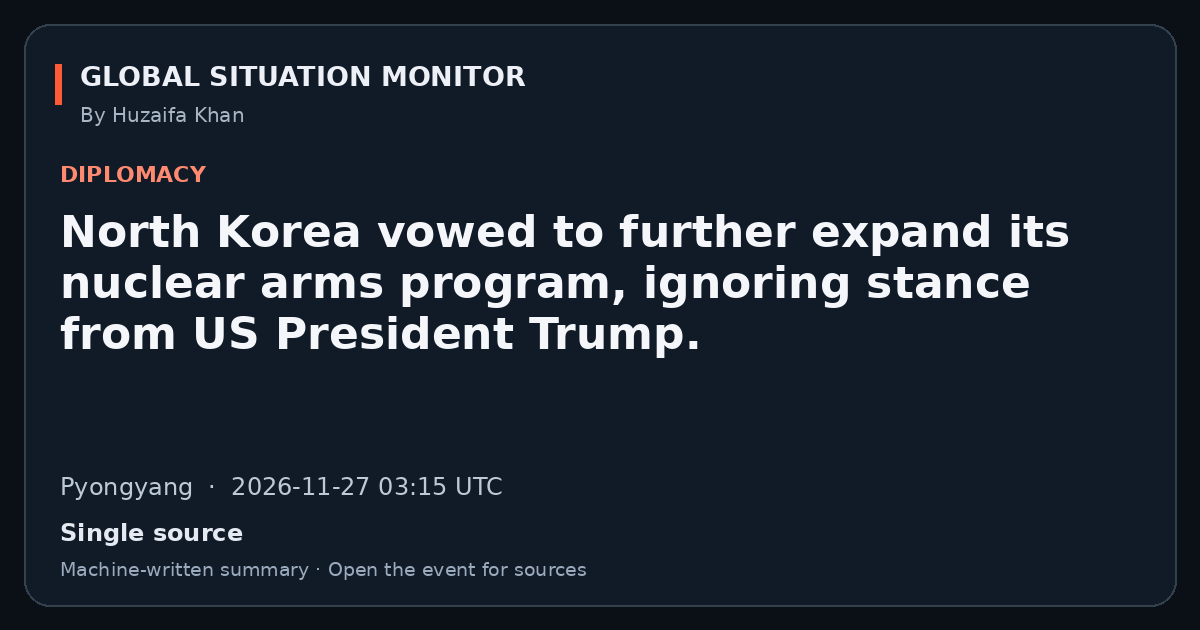 GLOBAL SITUATION MONITOR
By Huzaifa Khan
DIPLOMACY
North Korea vowed to further expand its
nuclear arms program, ignoring stance
from US President Trump.
Pyongyang · 2026-11-27 03:15 UTC
Single source
Machine-written summary · Open the event for sources